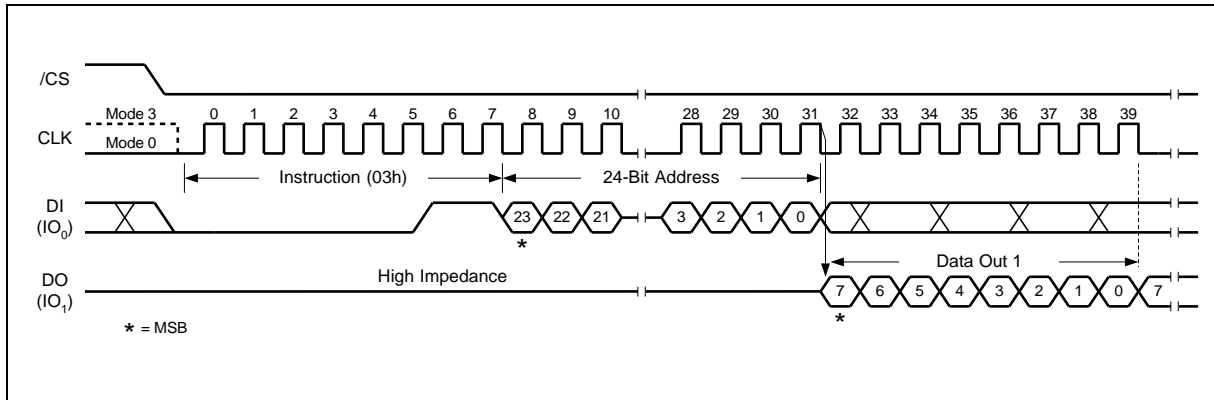 /CS
Mode 3
0 1 2 3 4 5 6 7 8 9 10 28 29 30 31 32 33 34 35 36 37 38 39
CLK
Mode 0
Instruction (03h) 24-Bit Address
DI
(IO0)
23 22 21 3 2 1 0
*
High Impedance
Data Out 1
DO
(IO1)
7 6 5 4 3 2 1 0 7
*
* = MSB